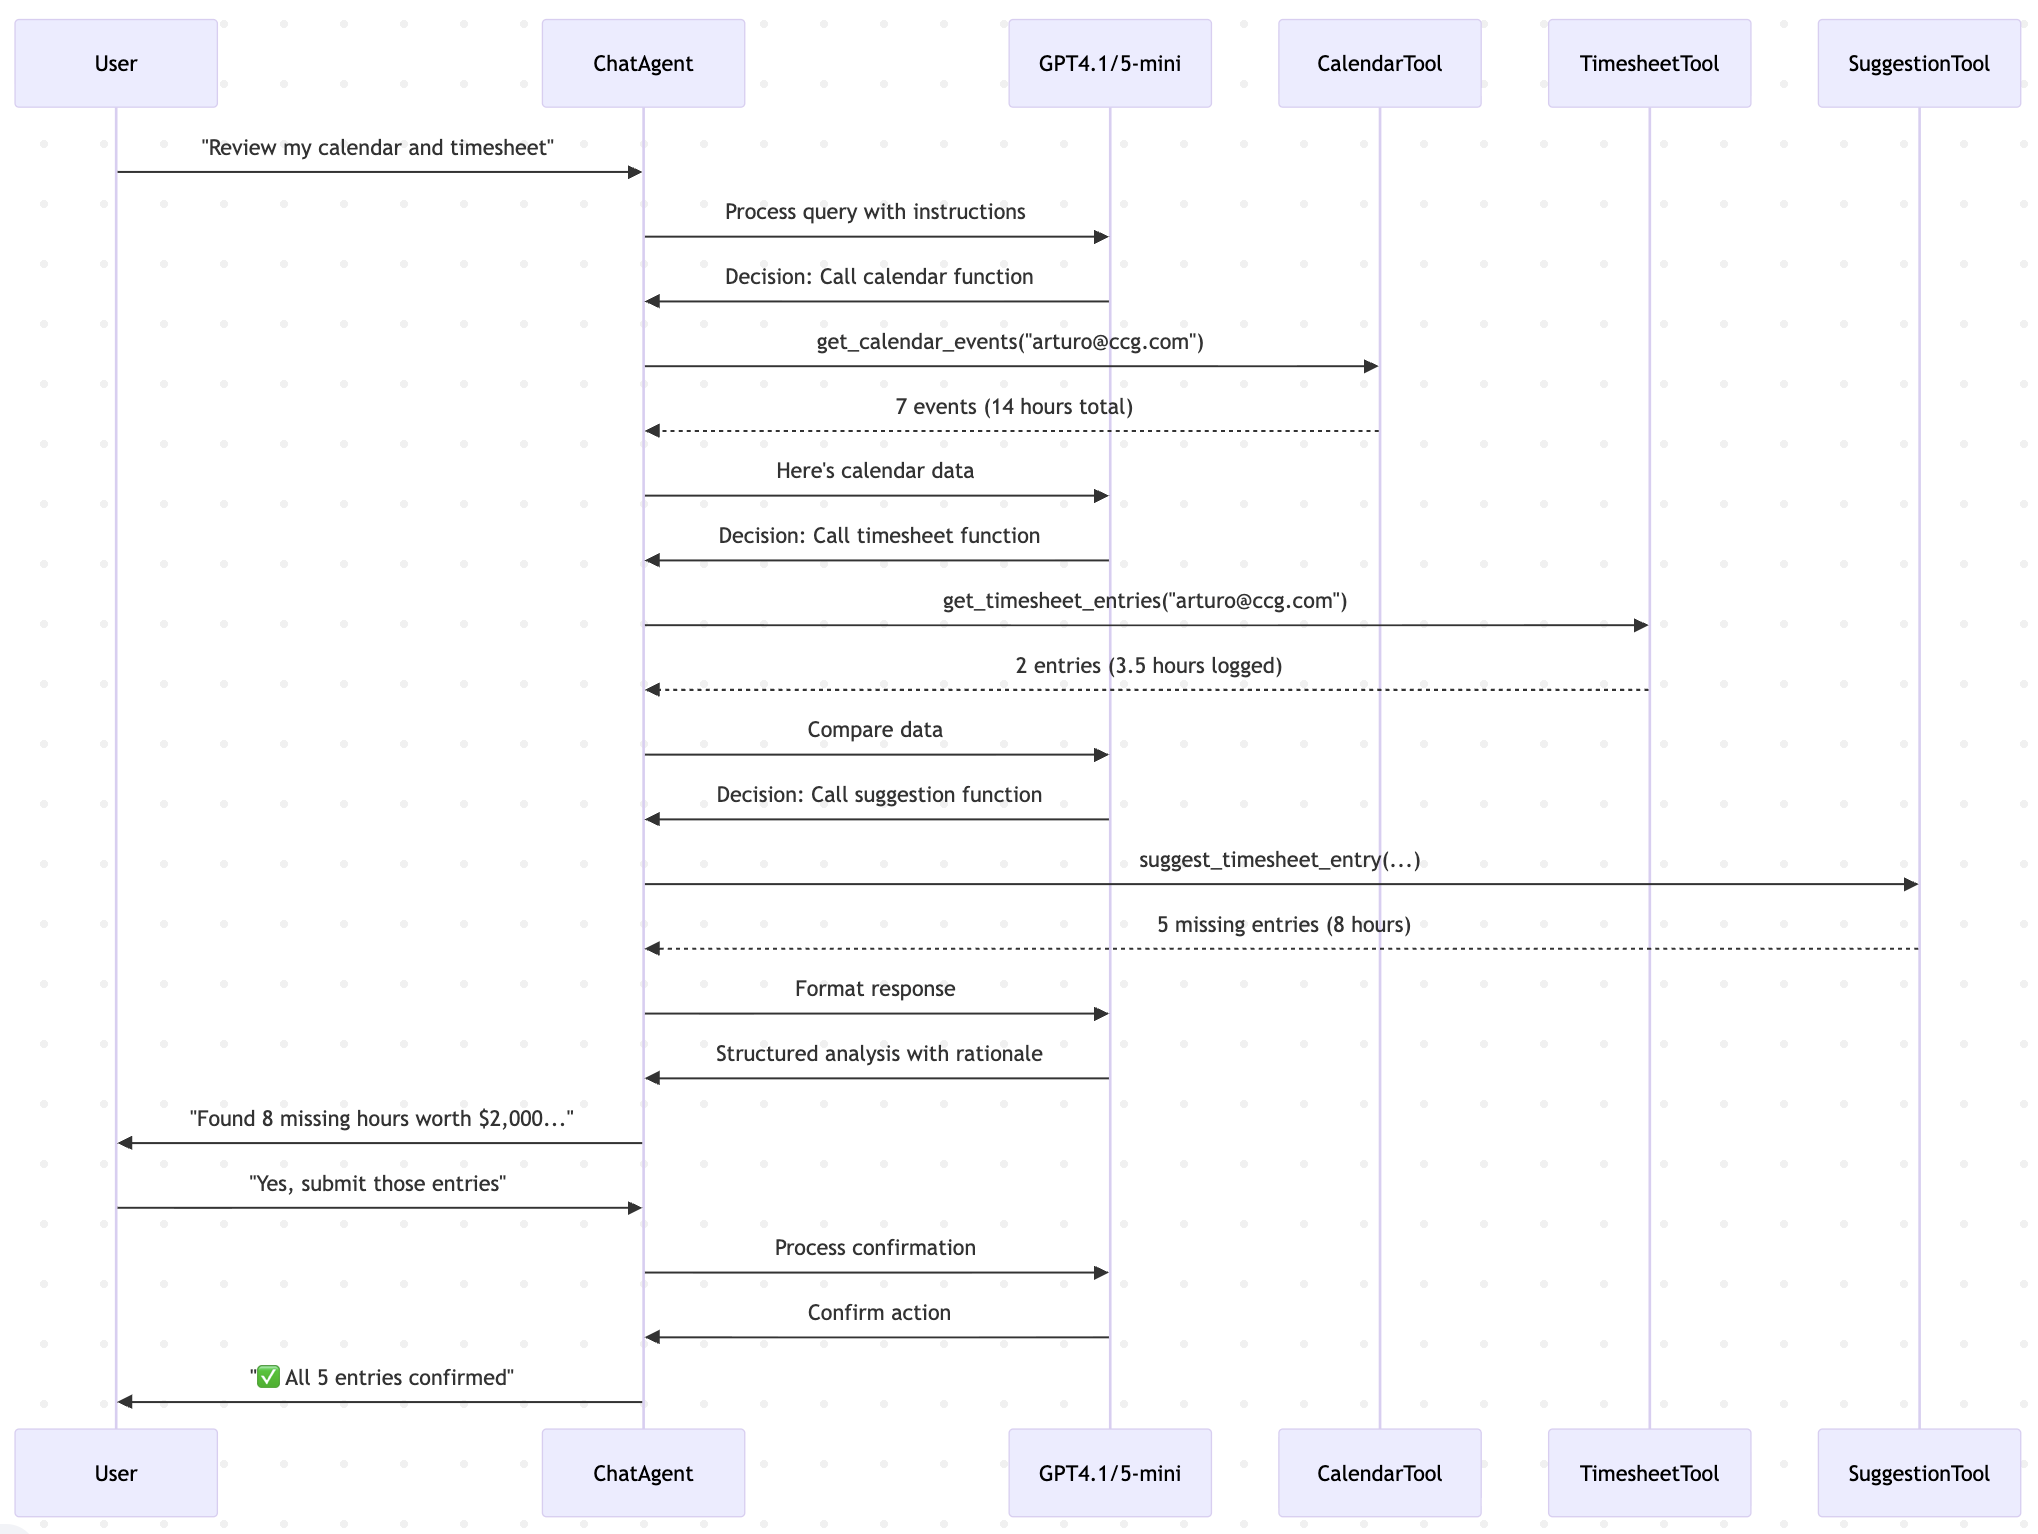 User
ChatAgent
GPT4.1/5-mini
CalendarTool
TimesheetTool
SuggestionTool
"Review my calendar and timesheet"
Process query with instructions
Decision: Call calendar function
get_calendar_events("arturo@ccg.com")
7 events (14 hours total)
Here's calendar data
Decision: Call timesheet function
get_timesheet_entries("arturo@ccg.com")
2 entries (3.5 hours logged)
Compare data
Decision: Call suggestion function
suggest_timesheet_entry(...)
5 missing entries (8 hours)
Format response
Structured analysis with rationale
"Found 8 missing hours worth $2,000..."
"Yes, submit those entries"
Process confirmation
Confirm action
"✅ All 5 entries confirmed"
User
ChatAgent
GPT4.1/5-mini
CalendarTool
TimesheetTool
SuggestionTool